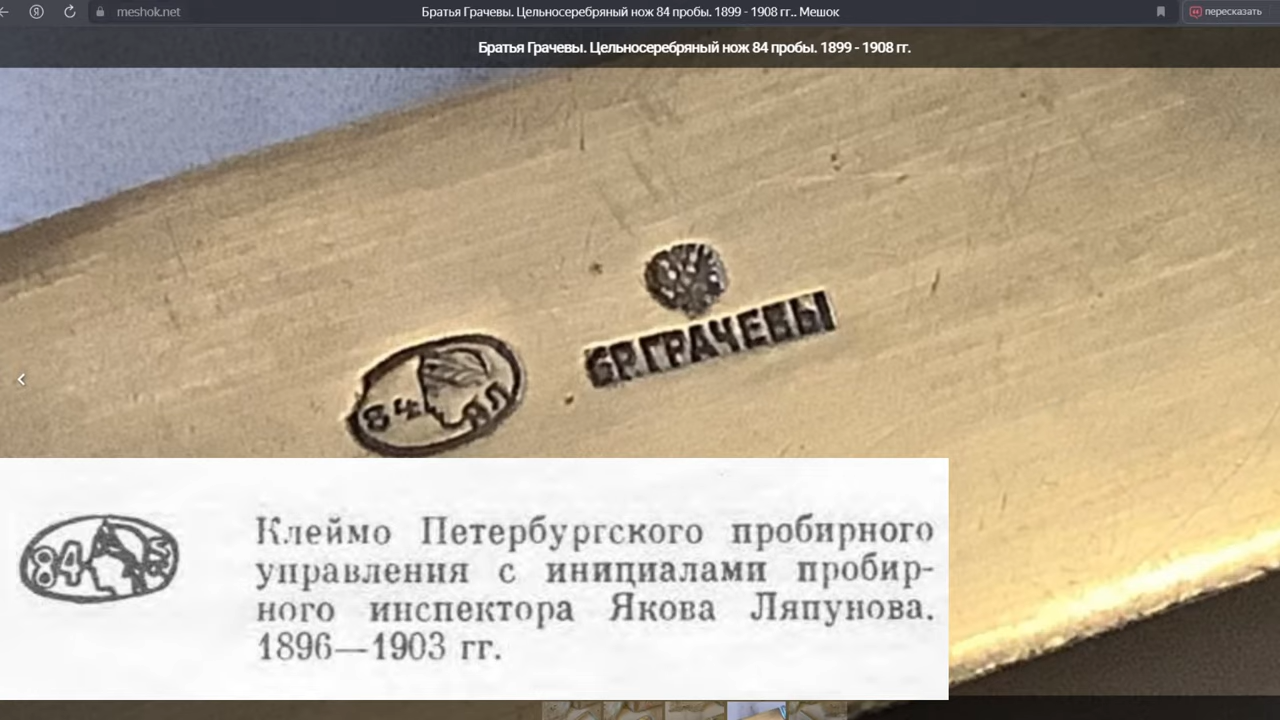 meshok.net
Братья Грачевы. Цельносеребряный нож 84 пробы. 1899 - 1908 гг.. Мешок
пересказать
Братья Грачевы. Цельносеребряный нож 84 пробы. 1899 - 1908 гг.
БР.ГРАЧЕВЫ
84 ЯЛ
84
Клеймо Петербургского пробирного
управления с инициалами пробир-
ного инспектора Якова Ляпунова.
1896—1903 гг.